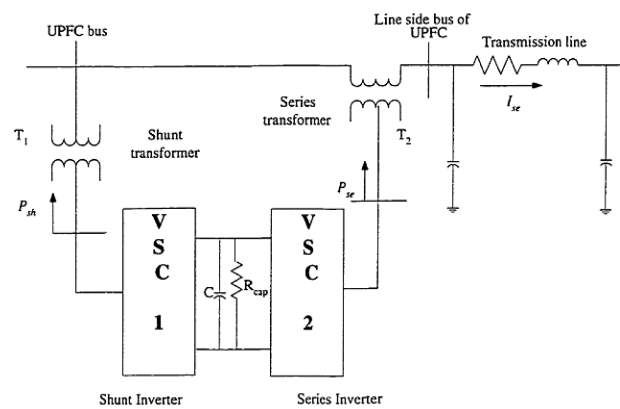 UPFC bus
Line side bus of
UPFC
Transmission line
I_se
Series
transformer
T_1
Shunt
transformer
T_2
P_sh
P_se
V
S
C
1
C
R_cap
V
S
C
2
Shunt Inverter
Series Inverter